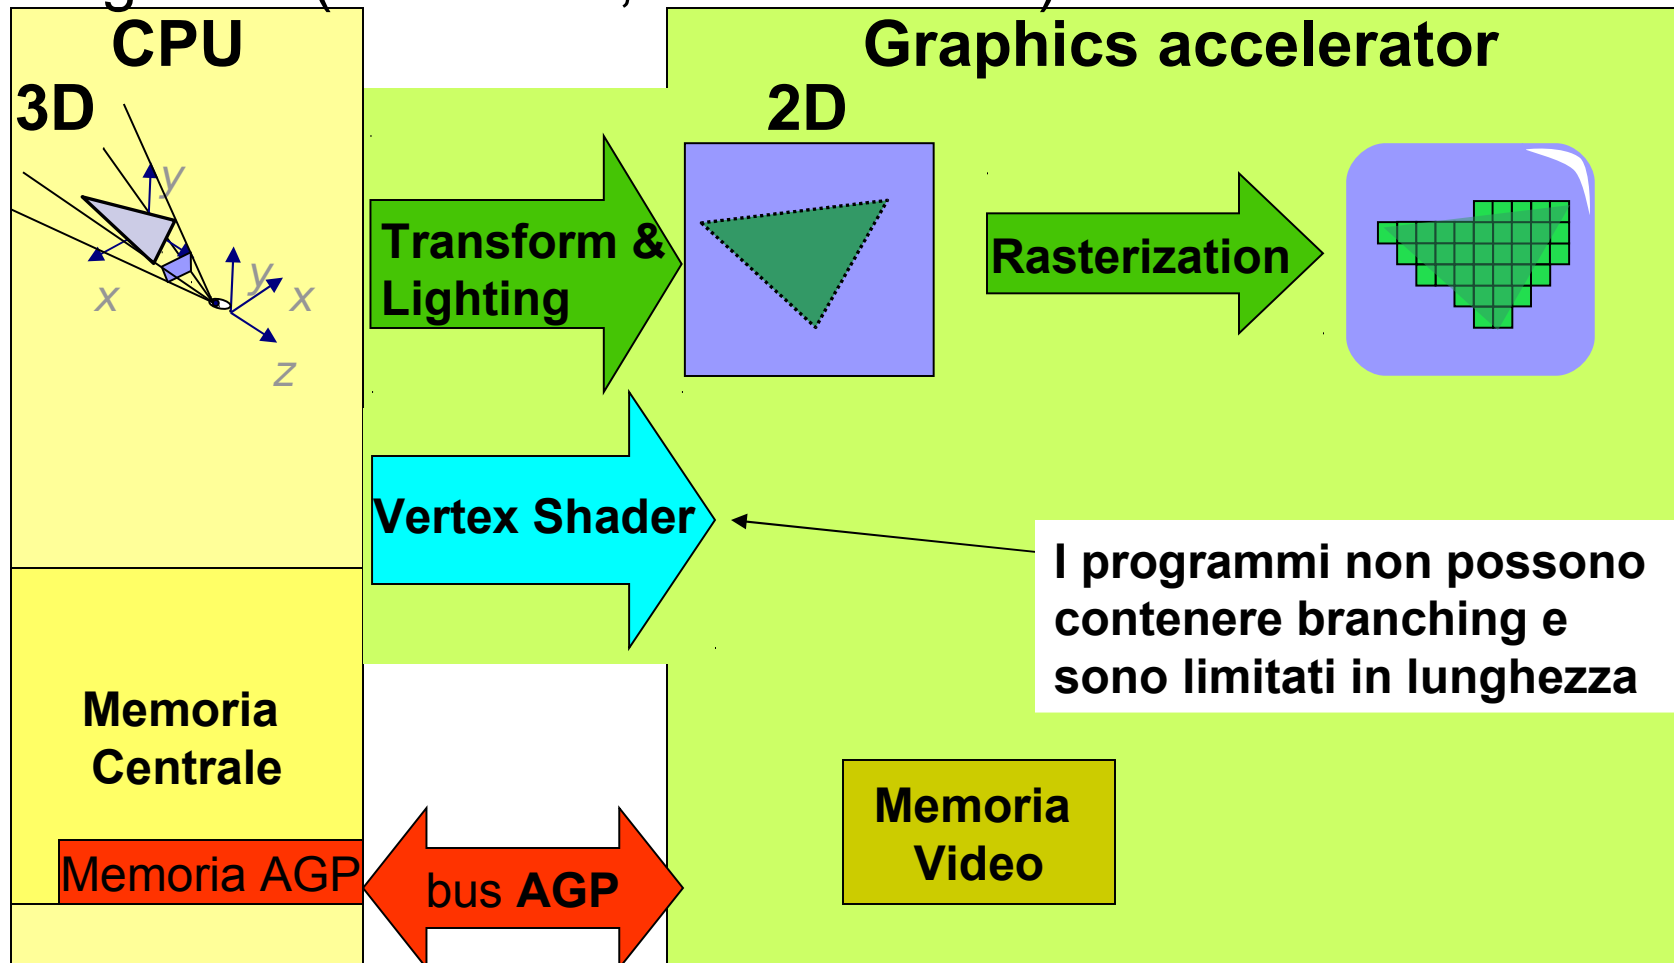 CPU
Graphics accelerator
3D
2D
y
x
y
x
z
Transform &
Lighting
Rasterization
Vertex Shader
I programmi non possono
contenere branching e
sono limitati in lunghezza
Memoria
Centrale
Memoria AGP
bus AGP
Memoria
Video